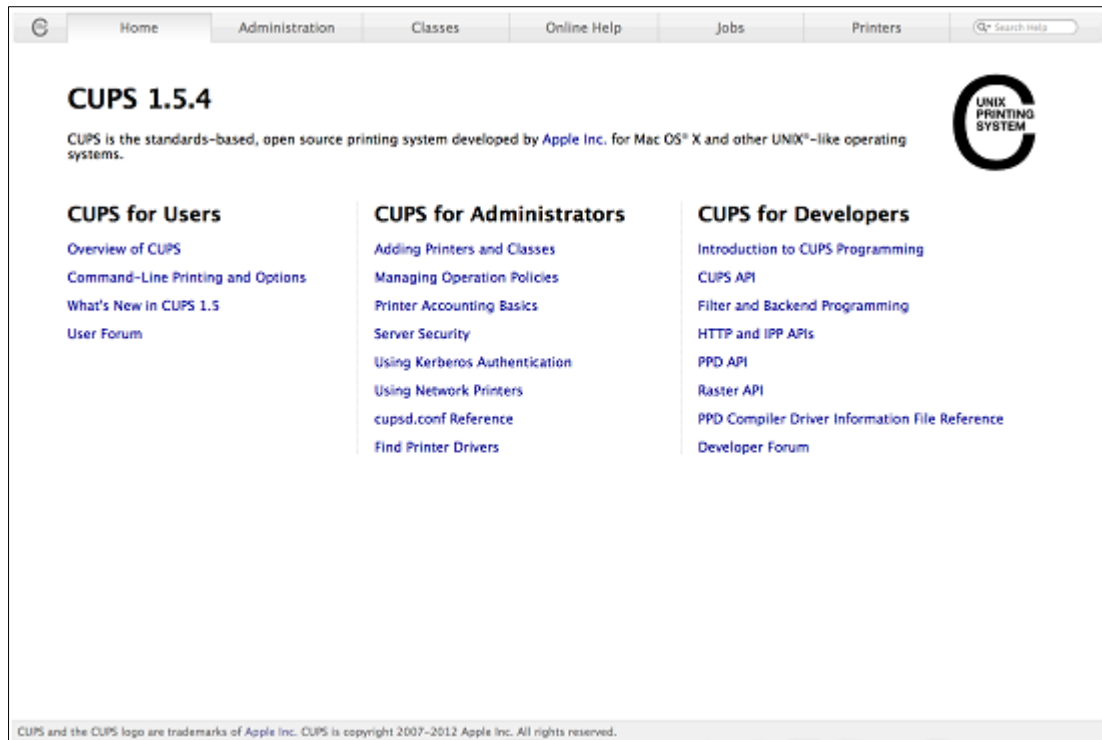 Home Administration Classes Online Help Jobs Printers Search Help
CUPS 1.5.4
UNIX
PRINTING
SYSTEM
CUPS is the standards-based, open source printing system developed by Apple Inc. for Mac OS® X and other UNIX®-like operating
systems.
CUPS for Users
Overview of CUPS
Command-Line Printing and Options
What's New in CUPS 1.5
User Forum
CUPS for Administrators
Adding Printers and Classes
Managing Operation Policies
Printer Accounting Basics
Server Security
Using Kerberos Authentication
Using Network Printers
cupsd.conf Reference
Find Printer Drivers
CUPS for Developers
Introduction to CUPS Programming
CUPS API
Filter and Backend Programming
HTTP and IPP APIs
PPD API
Raster API
PPD Compiler Driver Information File Reference
Developer Forum
CUPS and the CUPS logo are trademarks of Apple Inc. CUPS is copyright 2007-2012 Apple Inc. All rights reserved.